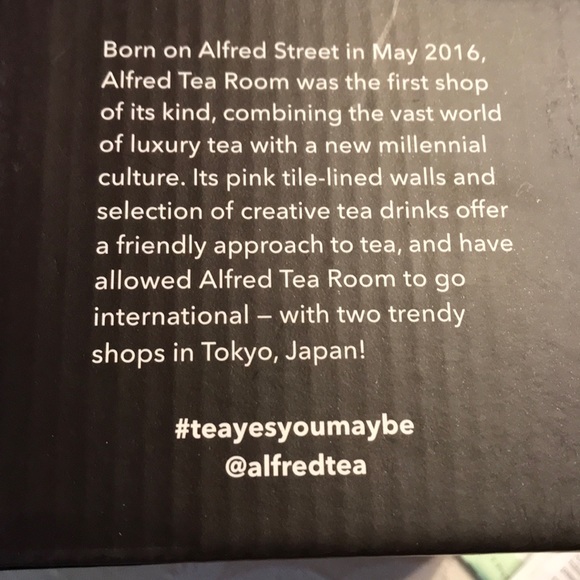 Born on Alfred Street in May 2016,
Alfred Tea Room was the first shop
of its kind, combining the vast world
of luxury tea with a new millennial
culture. Its pink tile-lined walls and
selection of creative tea drinks offer
a friendly approach to tea, and have
allowed Alfred Tea Room to go
international – with two trendy
shops in Tokyo, Japan!
#teayesyoumaybe
@alfredtea